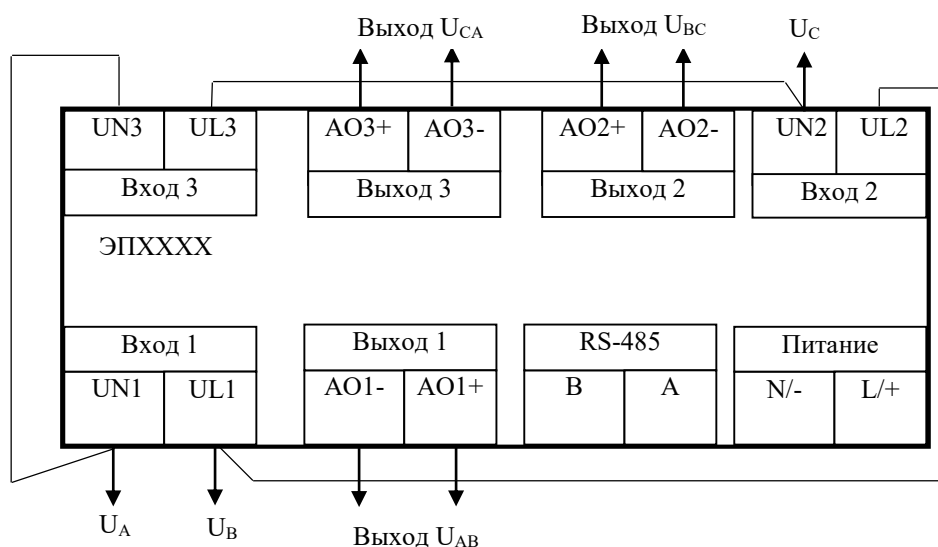 Выход UCA Выход UBC UC
UN3 UL3 AO3+ AO3- AO2+ AO2- UN2 UL2
Вход 3 Выход 3 Выход 2 Вход 2
ЭПХХХХ
Вход 1 Выход 1 RS-485 Питание
UN1 UL1 AO1- AO1+ B A N/- L/+
UA UB Выход UAB